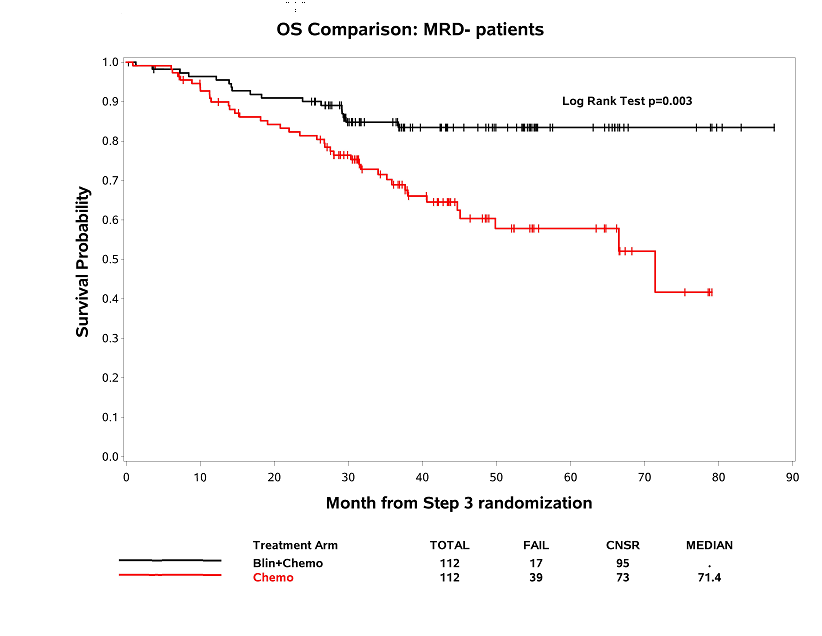 OS Comparison: MRD- patients
1.0
0.9
0.8
0.7
0.6
0.5
0.4
0.3
0.2
0.1
0.0
Survival Probability
Log Rank Test p=0.003
0 10 20 30 40 50 60 70 80 90
Month from Step 3 randomization
Treatment Arm TOTAL FAIL CNSR MEDIAN
Blin+Chemo 112 17 95 .
Chemo 112 39 73 71.4